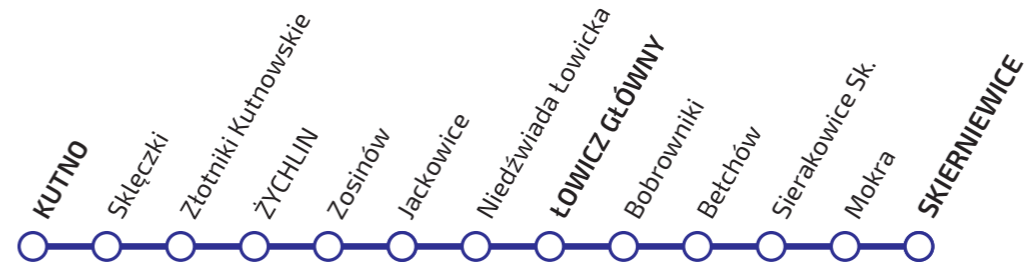 KUTNO
Sklęczki
Złotniki Kutnowskie
ŻYCHLIN
Zosinów
Jackowice
Niedźwiada Łowicka
ŁOWICZ GŁÓWNY
Bobrowniki
Bełchów
Sierakowice Sk.
Mokra
SKIERNIEWICE